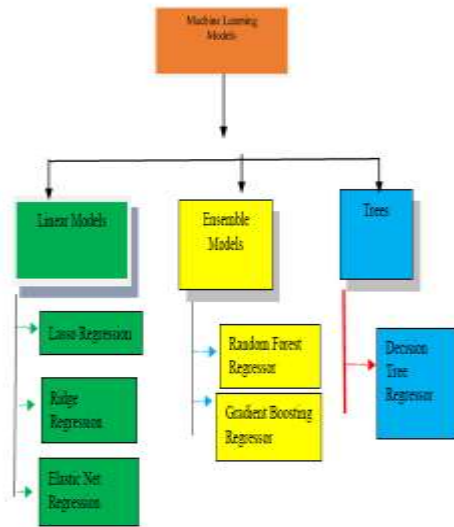 Machine Learning
Models
Linear Models
Ensemble
Models
Trees
Lasso Regression
Ridge
Regression
Elastic Net
Regression
Random Forest
Regressor
Gradient Boosting
Regressor
Decision
Tree
Regressor